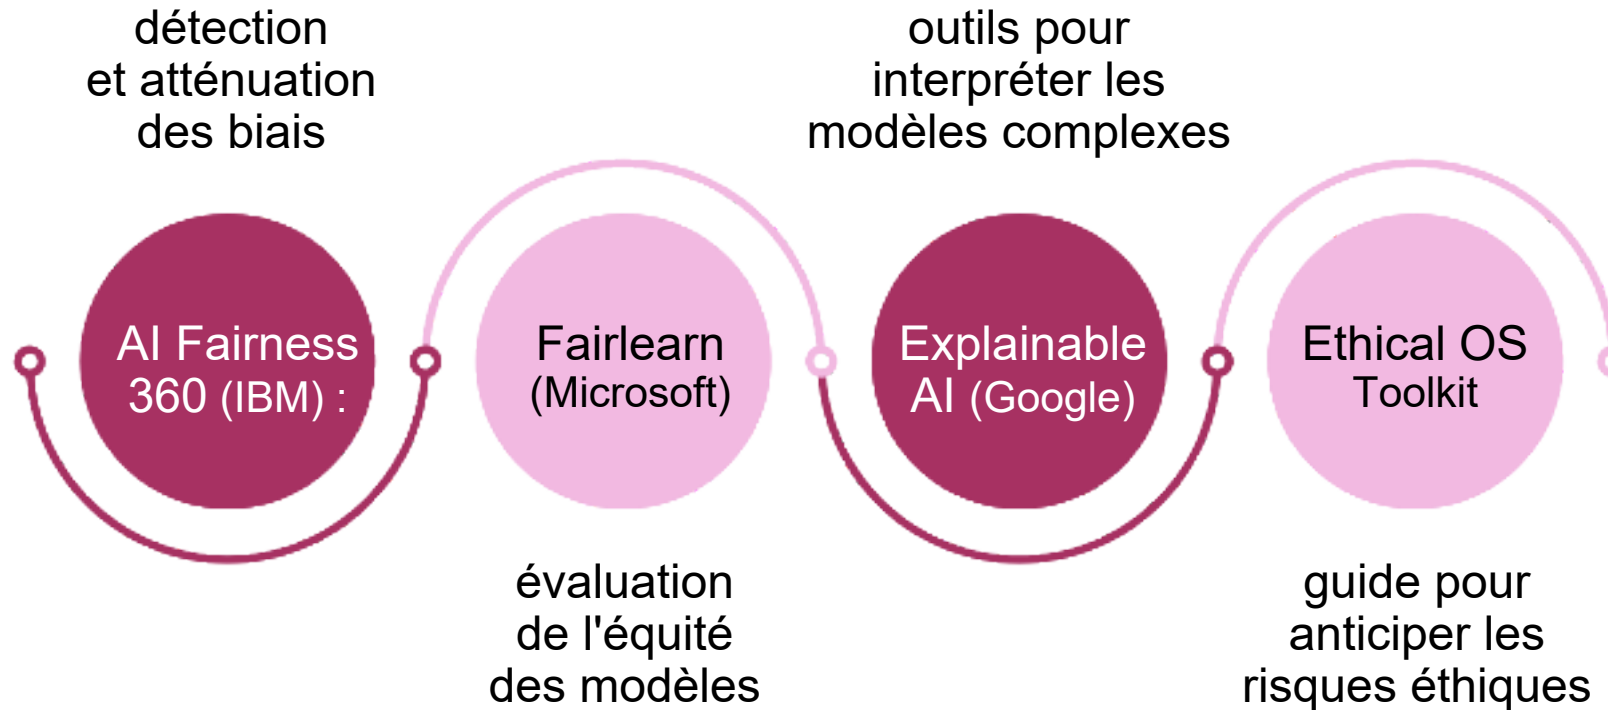 détection
et atténuation
des biais
AI Fairness
360 (IBM) :
Fairlearn
(Microsoft)
évaluation
de l'équité
des modèles
outils pour
interpréter les
modèles complexes
Explainable
AI (Google)
Ethical OS
Toolkit
guide pour
anticiper les
risques éthiques